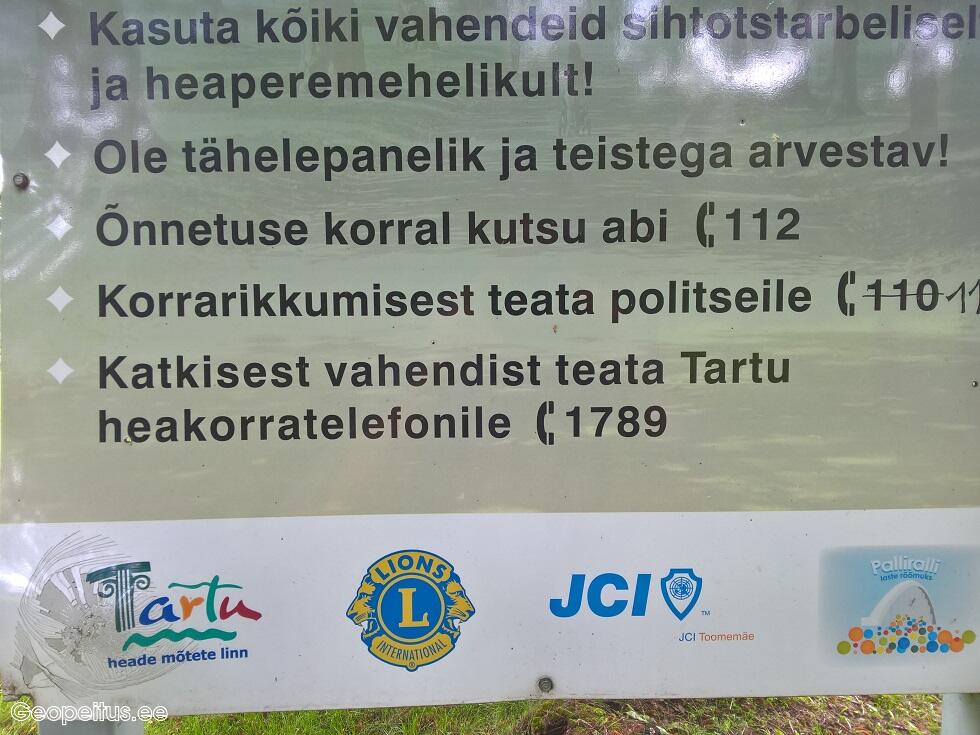 Kasuta kõiki vahendeid
ja heaperemehelikult!
Ole tähelepanelik ja teistega arvestav!
Õnnetuse korral kutsu abi 112
Korrarikkumisest teata politseile 110 11
Katkisest vahendist teata Tartu
heakorratelefonile 1789
Tartu
heade mõtete linn
LIONS
L
INTERNATIONAL
®
JCI
TM
JCI Toomemäe
Palliralli
laste rõõmuks
Geopeitus.ee